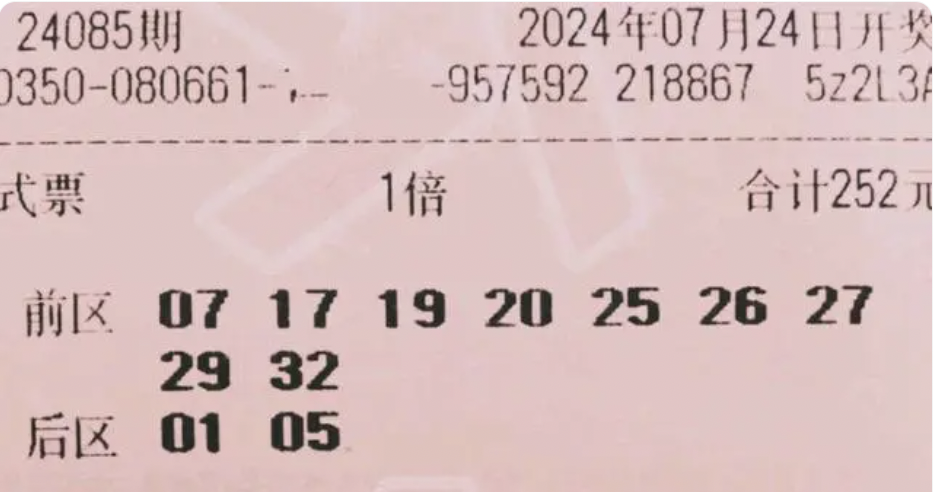 24085期 2024年07月24日开奖
0350-080661- -957592 218867 5z2L3A
式票 1倍 合计252元
前区 07 17 19 20 25 26 27
29 32
后区 01 05